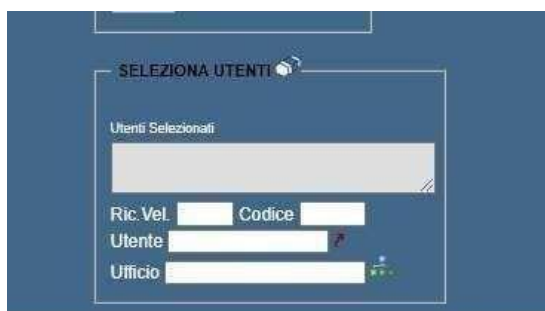 SELEZIONA UTENTI
Utenti Selezionati
Ric.Vel. Codice
Utente
Ufficio